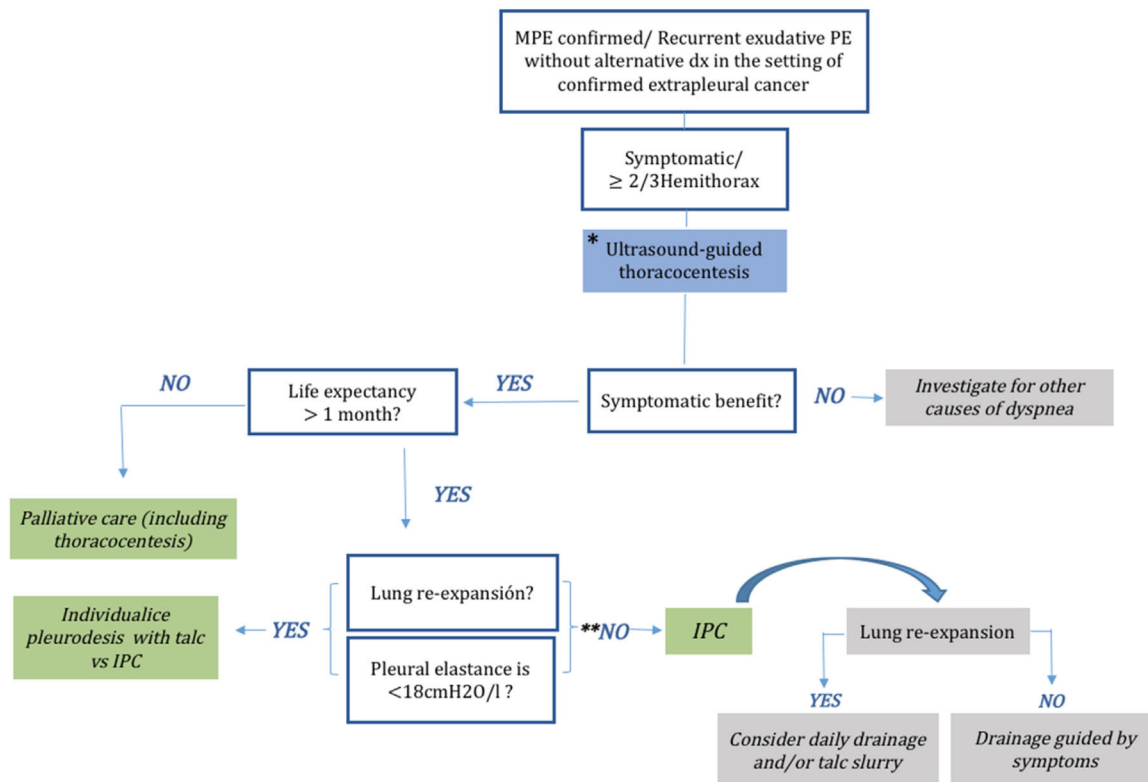 MPE confirmed/ Recurrent exudative PE
without alternative dx in the setting of
confirmed extrapleural cancer
Symptomatic/
≥ 2/3Hemithorax
* Ultrasound-guided
thoracocentesis
NO
Life expectancy
> 1 month?
YES
Symptomatic benefit?
NO
Investigate for other
causes of dyspnea
YES
Palliative care (including
thoracocentesis)
Lung re-expansión?
Individualice
pleurodesis with talc
vs IPC
YES
**NO
IPC
Lung re-expansion
Pleural elastance is
<18cmH2O/l ?
YES
NO
Consider daily drainage
and/or talc slurry
Drainage guided by
symptoms